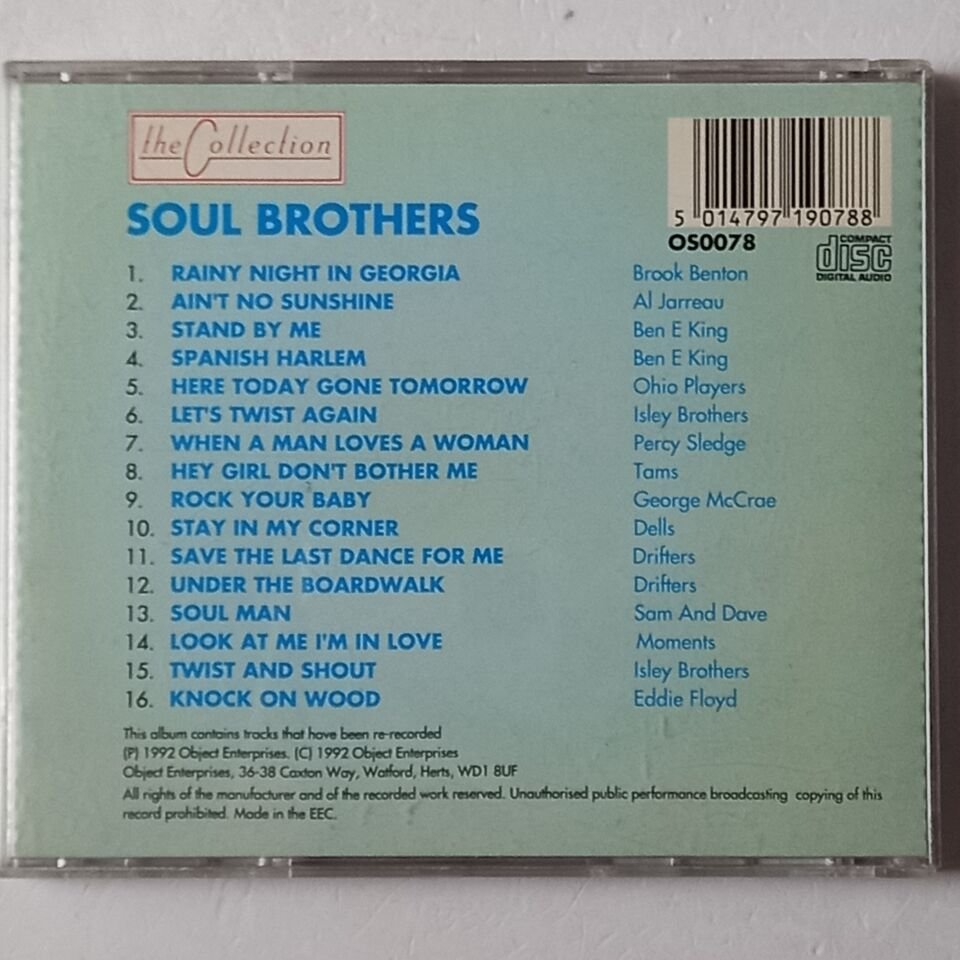 the Collection
5 014797 190788
SOUL BROTHERS
OS0078
COMPACT
disc
DIGITAL AUDIO
1. RAINY NIGHT IN GEORGIA Brook Benton
2. AIN'T NO SUNSHINE Al Jarreau
3. STAND BY ME Ben E King
4. SPANISH HARLEM Ben E King
5. HERE TODAY GONE TOMORROW Ohio Players
6. LET'S TWIST AGAIN Isley Brothers
7. WHEN A MAN LOVES A WOMAN Percy Sledge
8. HEY GIRL DON'T BOTHER ME Tams
9. ROCK YOUR BABY George McCrae
10. STAY IN MY CORNER Dells
11. SAVE THE LAST DANCE FOR ME Drifters
12. UNDER THE BOARDWALK Drifters
13. SOUL MAN Sam And Dave
14. LOOK AT ME I'M IN LOVE Moments
15. TWIST AND SHOUT Isley Brothers
16. KNOCK ON WOOD Eddie Floyd
This album contains tracks that have been re-recorded
(P) 1992 Object Enterprises. (C) 1992 Object Enterprises
Object Enterprises, 36-38 Caxton Way, Watford, Herts, WD1 8UF
All rights of the manufacturer and of the recorded work reserved. Unauthorised public performance broadcasting copying of this
record prohibited. Made in the EEC.